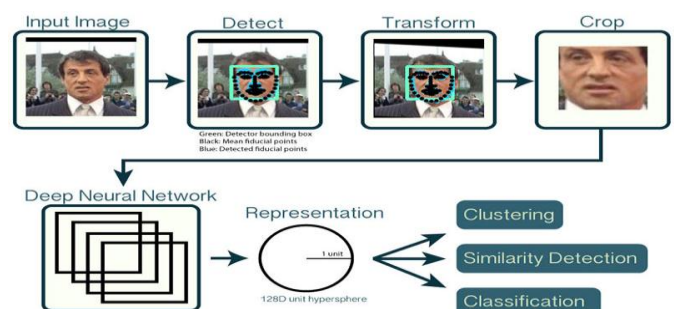 Input Image
Detect
Transform
Crop
Green: Detector bounding box
Black: Mean fiducial points
Blue: Detected fiducial points
Deep Neural Network
Representation
1 unit
128D unit hypersphere
Clustering
Similarity Detection
Classification